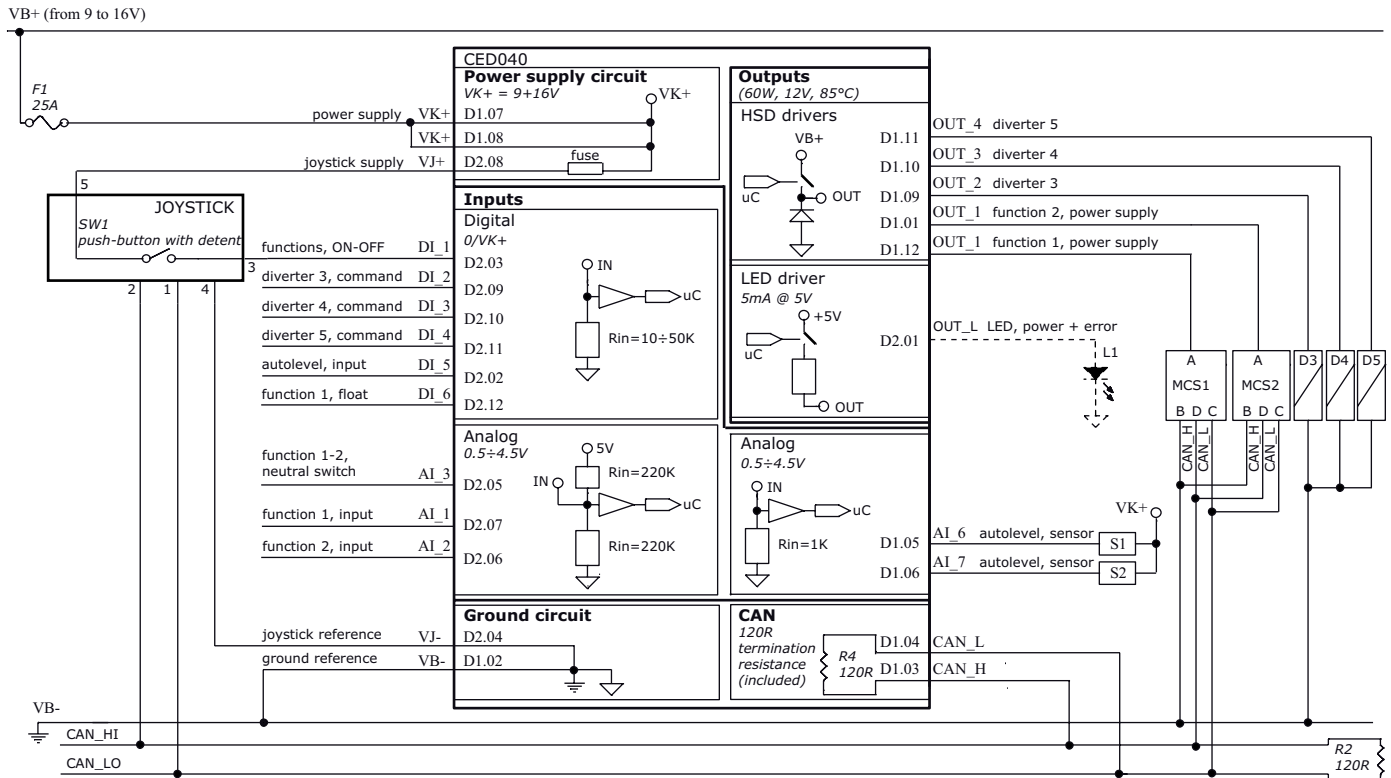 VB+ (from 9 to 16V)
F1
25A
CED040
Power supply circuit
VK+ = 9÷16V
VK+
power supply VK+ D1.07
VK+ D1.08
joystick supply VJ+ D2.08
fuse
Outputs
(60W, 12V, 85°C)
HSD drivers
VB+
uC
OUT
D1.11 OUT_4 diverter 5
D1.10 OUT_3 diverter 4
D1.09 OUT_2 diverter 3
D1.01 OUT_1 function 2, power supply
D1.12 OUT_1 function 1, power supply
5
JOYSTICK
SW1
push-button with detent
3
2
1
4
Inputs
Digital
0/VK+
functions, ON-OFF DI_1 D2.03
diverter 3, command DI_2 D2.09
diverter 4, command DI_3 D2.10
diverter 5, command DI_4 D2.11
autolevel, input DI_5 D2.02
function 1, float DI_6 D2.12
IN
uC
Rin=10÷50K
LED driver
5mA @ 5V
+5V
uC
OUT
D2.01 OUT_L LED, power + error
L1
A
MCS1
B D C
CAN_H
CAN_L
A
MCS2
B D C
CAN_H
CAN_L
D3
D4
D5
Analog
0.5÷4.5V
function 1-2,
neutral switch AI_3 D2.05
function 1, input AI_1 D2.07
function 2, input AI_2 D2.06
5V
Rin=220K
IN
uC
Rin=220K
Analog
0.5÷4.5V
IN
uC
Rin=1K
VK+
D1.05 AI_6 autolevel, sensor S1
D1.06 AI_7 autolevel, sensor S2
Ground circuit
joystick reference VJ- D2.04
ground reference VB- D1.02
CAN
120R
termination
resistance
(included)
R4
120R
D1.04 CAN_L
D1.03 CAN_H
VB-
CAN_HI
CAN_LO
R2
120R